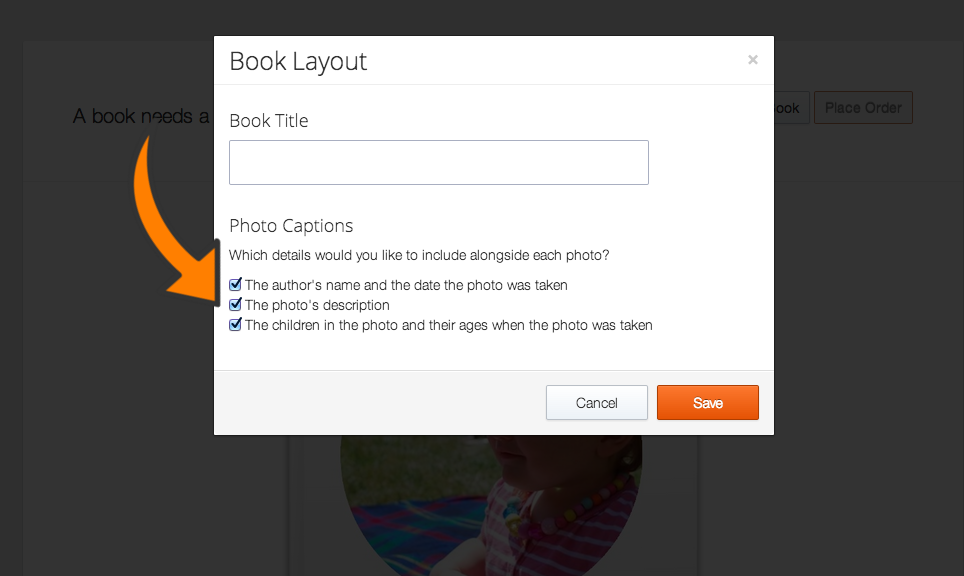 Book Layout
×
A book needs a
ook
Place Order
Book Title
Photo Captions
Which details would you like to include alongside each photo?
The author's name and the date the photo was taken
The photo's description
The children in the photo and their ages when the photo was taken
Cancel
Save